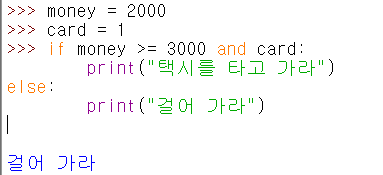 >>> money = 2000
>>> card = 1
>>> if money >= 3000 and card:
        print("택시를 타고 가라")
else:
        print("걸어 가라")
걸어 가라